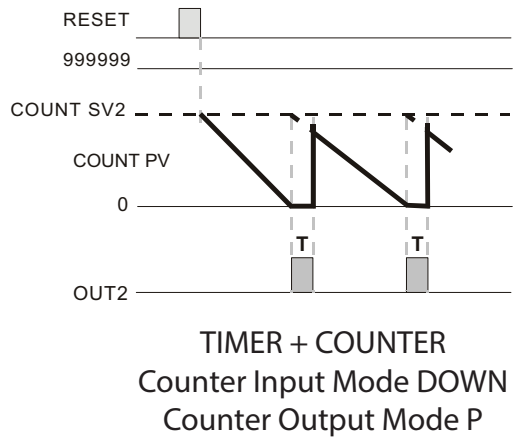 RESET
999999
COUNT SV2
COUNT PV
0
T T
OUT2
TIMER + COUNTER
Counter Input Mode DOWN
Counter Output Mode P